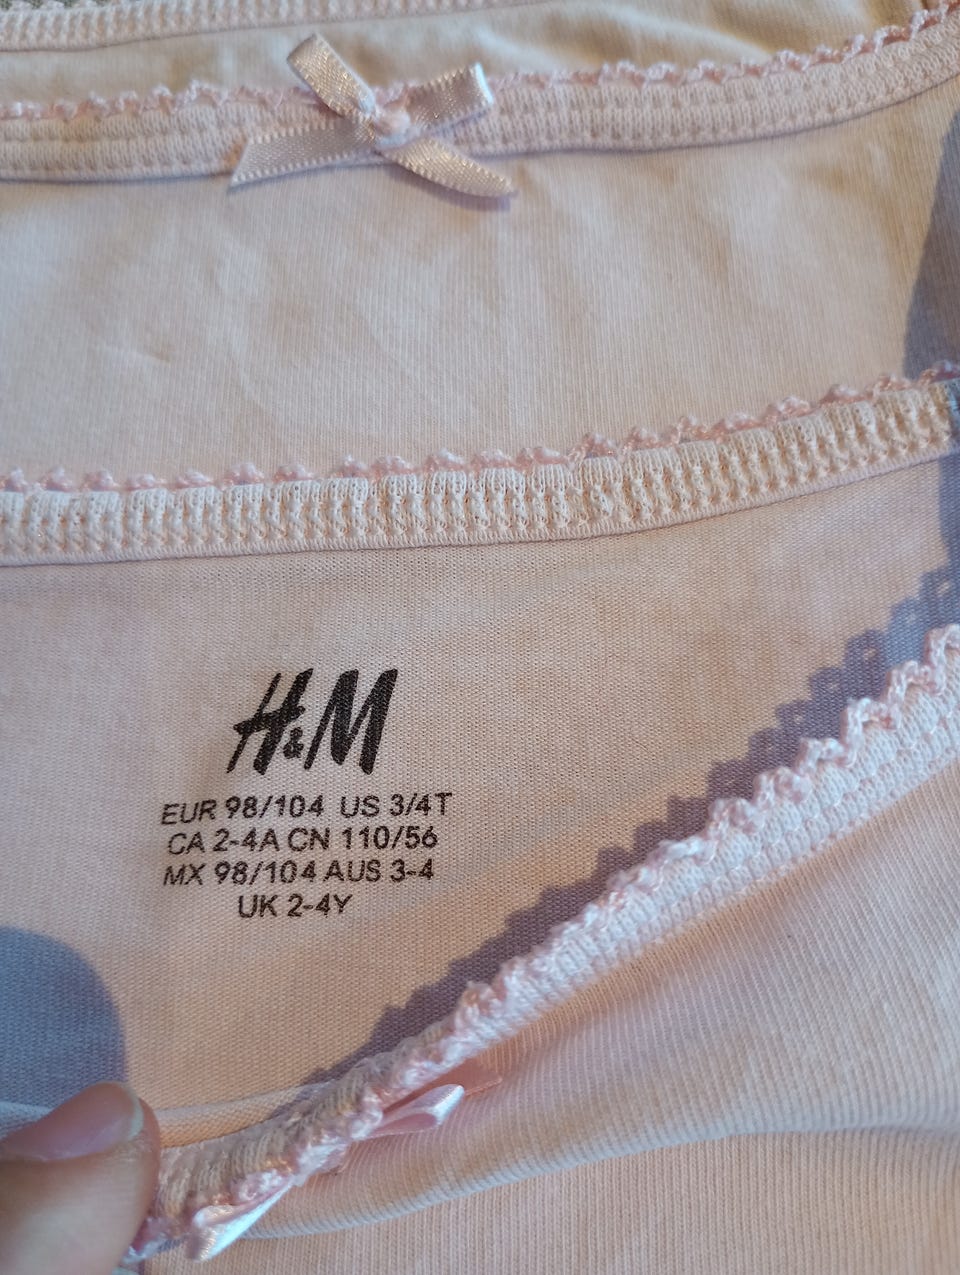 H&M
EUR 98/104 US 3/4T
CA 2-4A CN 110/56
MX 98/104 AUS 3-4
UK 2-4Y